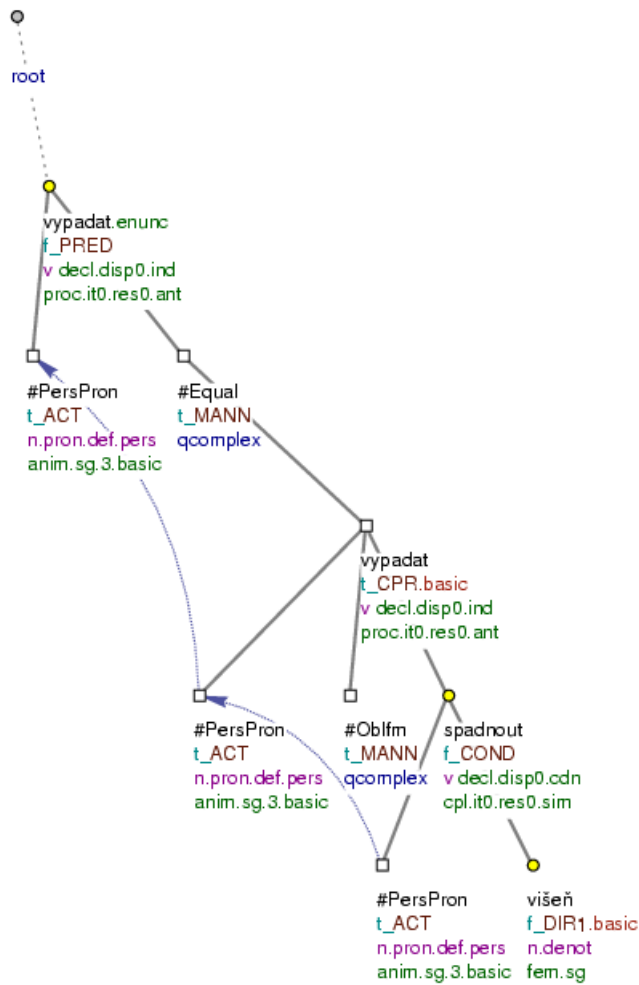 root
vypadat.enunc
f_PRED
v decl.disp0.ind
proc.it0.res0.ant
#PersPron
t_ACT
n.pron.def.pers
anim.sg.3.basic
#Equal
t_MANN
qcomplex
vypadat
t_CPR.basic
v decl.disp0.ind
proc.it0.res0.ant
#PersPron
t_ACT
n.pron.def.pers
anim.sg.3.basic
#Oblfm
t_MANN
qcomplex
spadnout
f_COND
v decl.disp0.cdn
cpl.it0.res0.sim
#PersPron
t_ACT
n.pron.def.pers
anim.sg.3.basic
višeň
f_DIR1.basic
n.denot
fem.sg